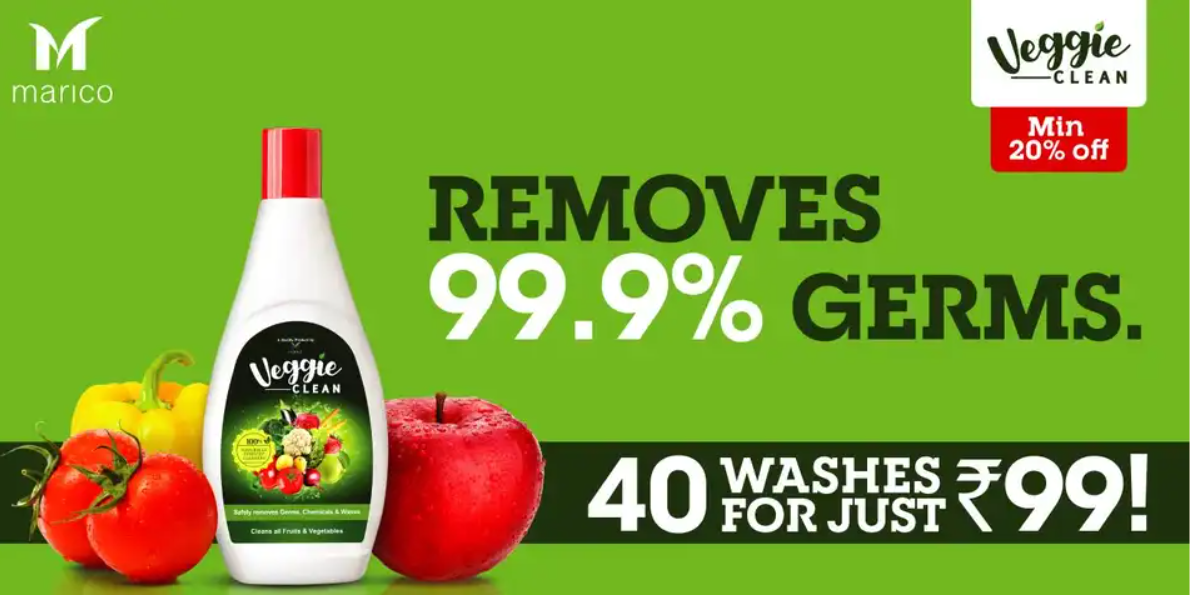 marico
Veggie
CLEAN
Min
20% off
REMOVES
99.9% GERMS.
Veggie
CLEAN
100%
Safely removes Germs, Chemicals & Waxes
Cleans all Fruits & Vegetables
40 WASHES
FOR JUST ₹99!